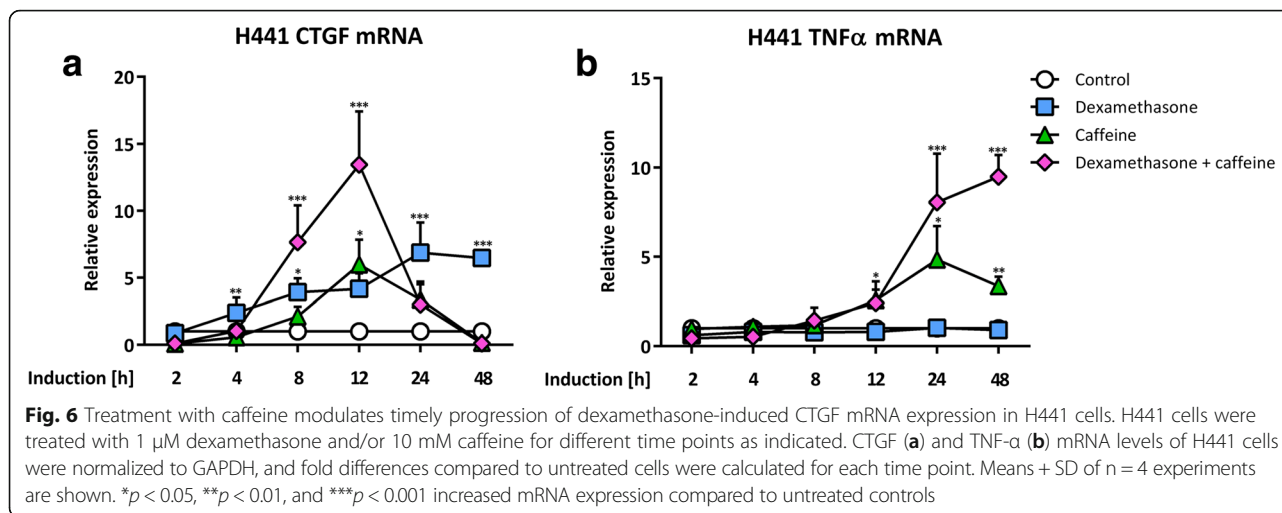 H441 CTGF mRNA
a
Relative expression
20
15
10
5
0
***
***
***
***
*
*
**
Induction [h] 2 4 8 12 24 48
H441 TNFα mRNA
b
Relative expression
15
10
5
0
***
***
*
**
*
Induction [h] 2 4 8 12 24 48
Control
Dexamethasone
Caffeine
Dexamethasone + caffeine
Fig. 6 Treatment with caffeine modulates timely progression of dexamethasone-induced CTGF mRNA expression in H441 cells. H441 cells were
treated with 1 μM dexamethasone and/or 10 mM caffeine for different time points as indicated. CTGF (a) and TNF-α (b) mRNA levels of H441 cells
were normalized to GAPDH, and fold differences compared to untreated cells were calculated for each time point. Means + SD of n = 4 experiments
are shown. *p < 0.05, **p < 0.01, and ***p < 0.001 increased mRNA expression compared to untreated controls